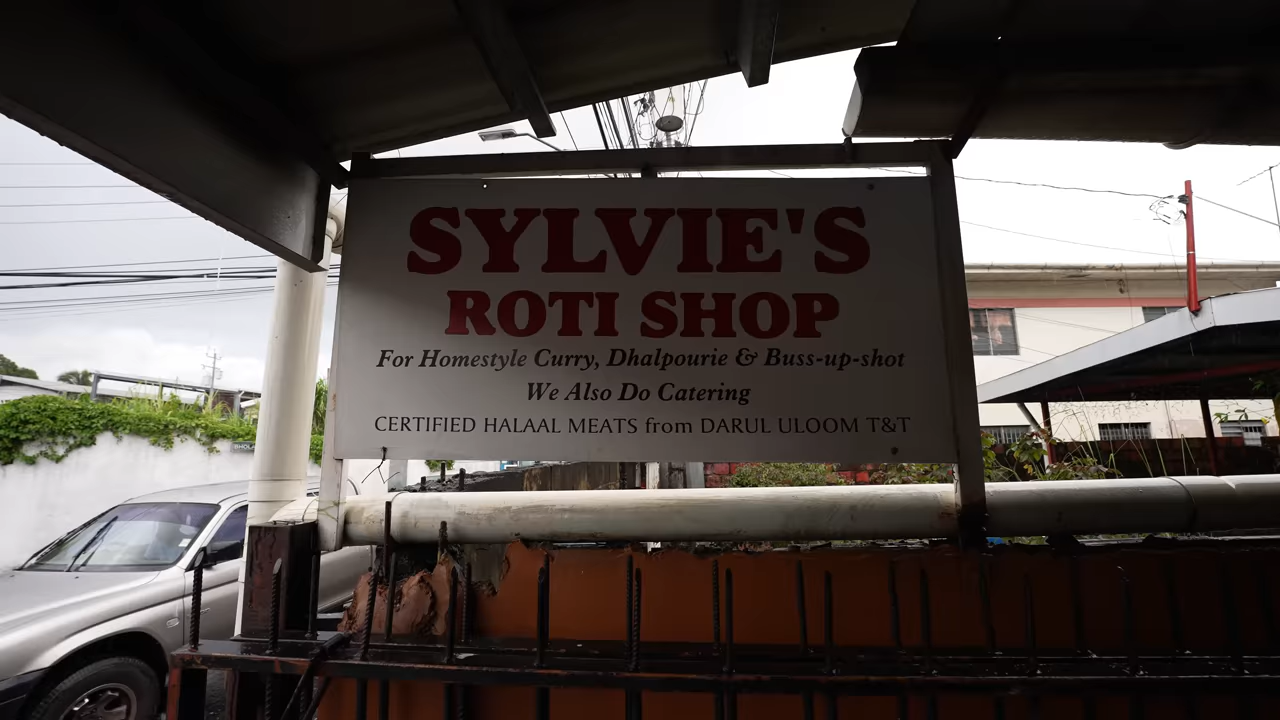 SYLVIE'S
ROTI SHOP
For Homestyle Curry, Dhalpourie & Buss-up-shot
We Also Do Catering
CERTIFIED HALAAL MEATS from DARUL ULOOM T&T